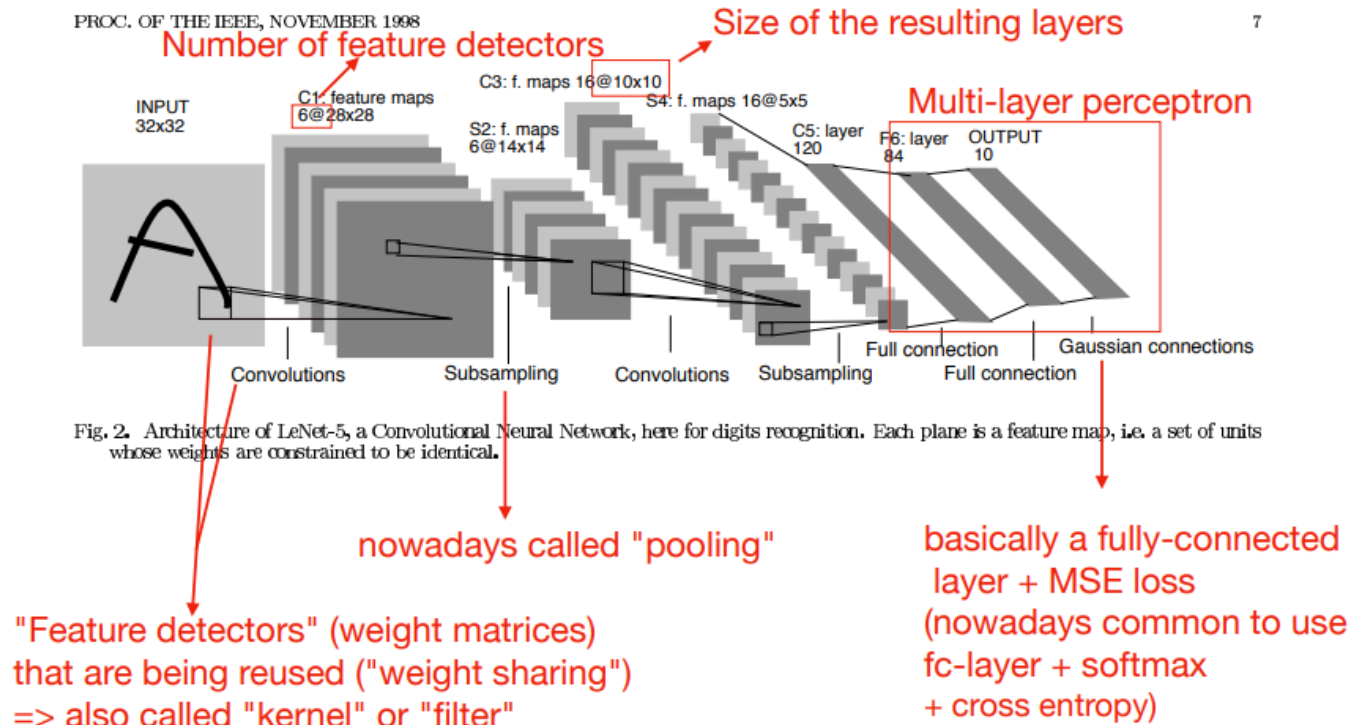 PROC. OF THE IEEE, NOVEMBER 1998
7
Number of feature detectors
Size of the resulting layers
INPUT
32x32
C1: feature maps
6@28x28
S2: f. maps
6@14x14
C3: f. maps 16@10x10
S4: f. maps 16@5x5
Multi-layer perceptron
C5: layer
120
F6: layer
84
OUTPUT
10
Convolutions
Subsampling
Convolutions
Subsampling
Full connection
Full connection
Gaussian connections
Fig. 2. Architecture of LeNet-5, a Convolutional Neural Network, here for digits recognition. Each plane is a feature map, i.e. a set of units
whose weights are constrained to be identical.
nowadays called "pooling"
"Feature detectors" (weight matrices)
that are being reused ("weight sharing")
=> also called "kernel" or "filter"
basically a fully-connected
layer + MSE loss
(nowadays common to use
fc-layer + softmax
+ cross entropy)